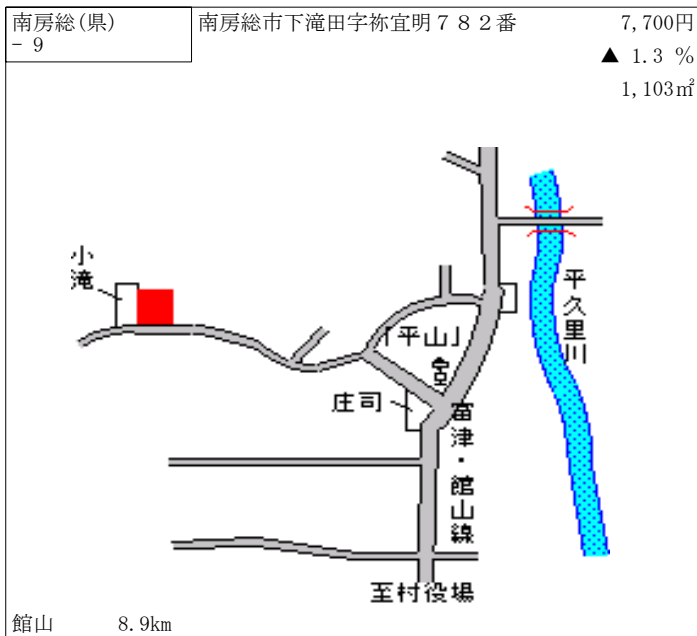 南房総(県)
－ 9
南房総市下滝田字祢宜明７８２番
7,700円
▲ 1.3 %
1,103㎡
小滝
平久里川
「平山」
庄司
富津・館山線
至村役場
館山 8.9km